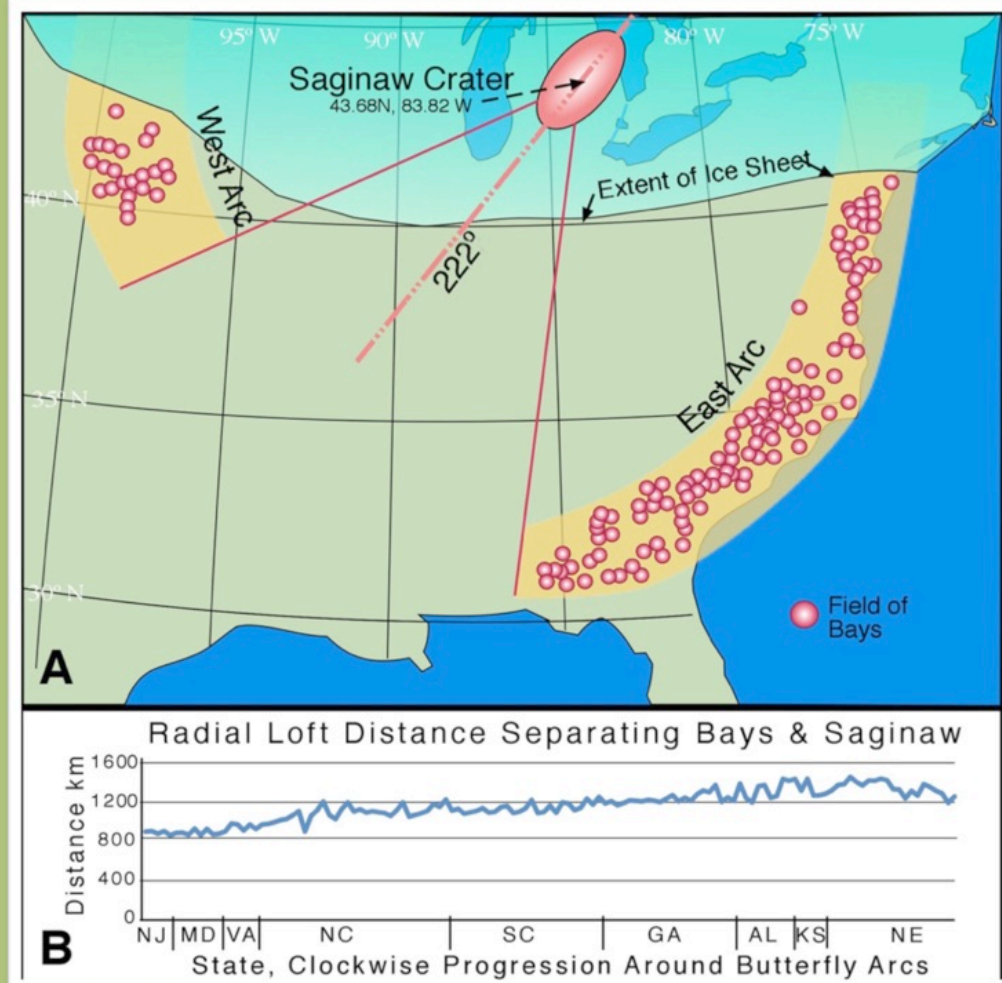 95° W
90° W
80° W
75° W
Saginaw Crater
43.68N, 83.82 W
West Arc
Extent of Ice Sheet
40° N
222°
East Arc
35° N
30° N
Field of
Bays
A
Radial Loft Distance Separating Bays & Saginaw
Distance km
1600
1200
800
400
0
NJ MD VA NC SC GA AL KS NE
B
State, Clockwise Progression Around Butterfly Arcs